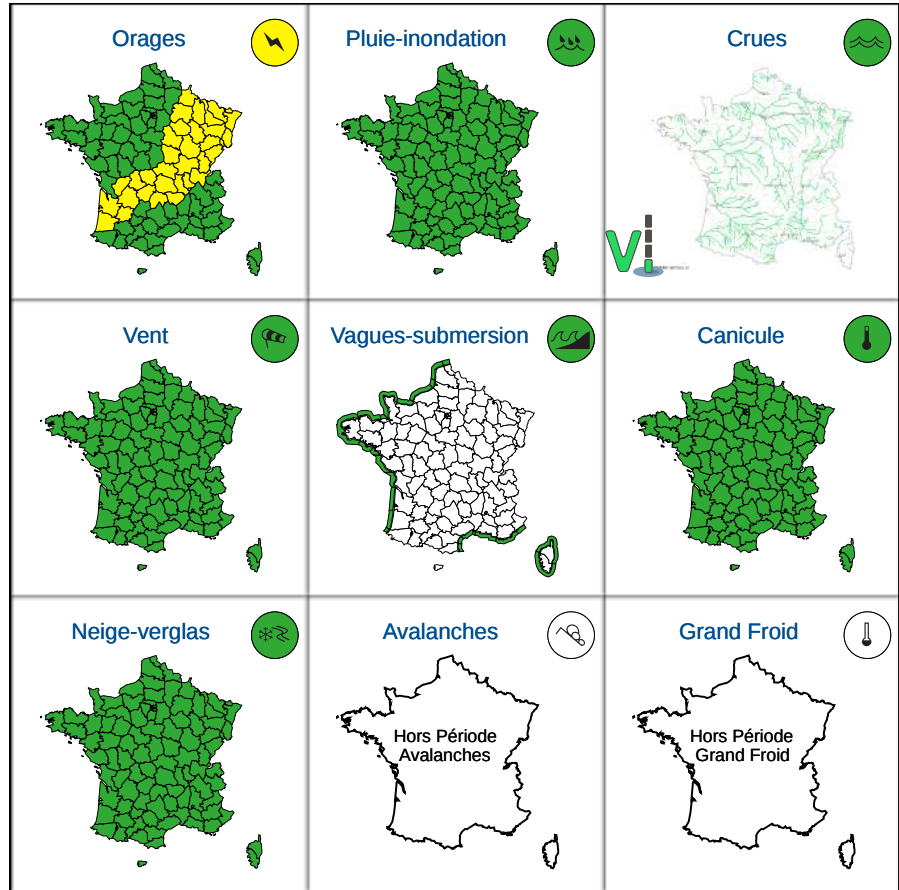 Orages
Pluie-inondation
Crues
Vi
Vent
Vagues-submersion
Canicule
Neige-verglas
Avalanches
Grand Froid
Hors Période
Avalanches
Hors Période
Grand Froid